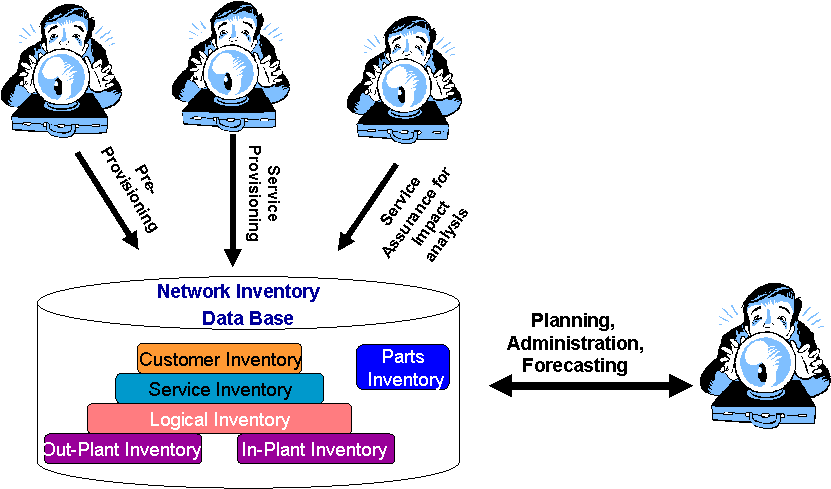 Pre-
Provisioning
Service
Provisioning
Service
Assurance for
Impact
analysis
Network Inventory
Data Base
Customer Inventory
Service Inventory
Logical Inventory
Out-Plant Inventory
In-Plant Inventory
Parts
Inventory
Planning,
Administration,
Forecasting